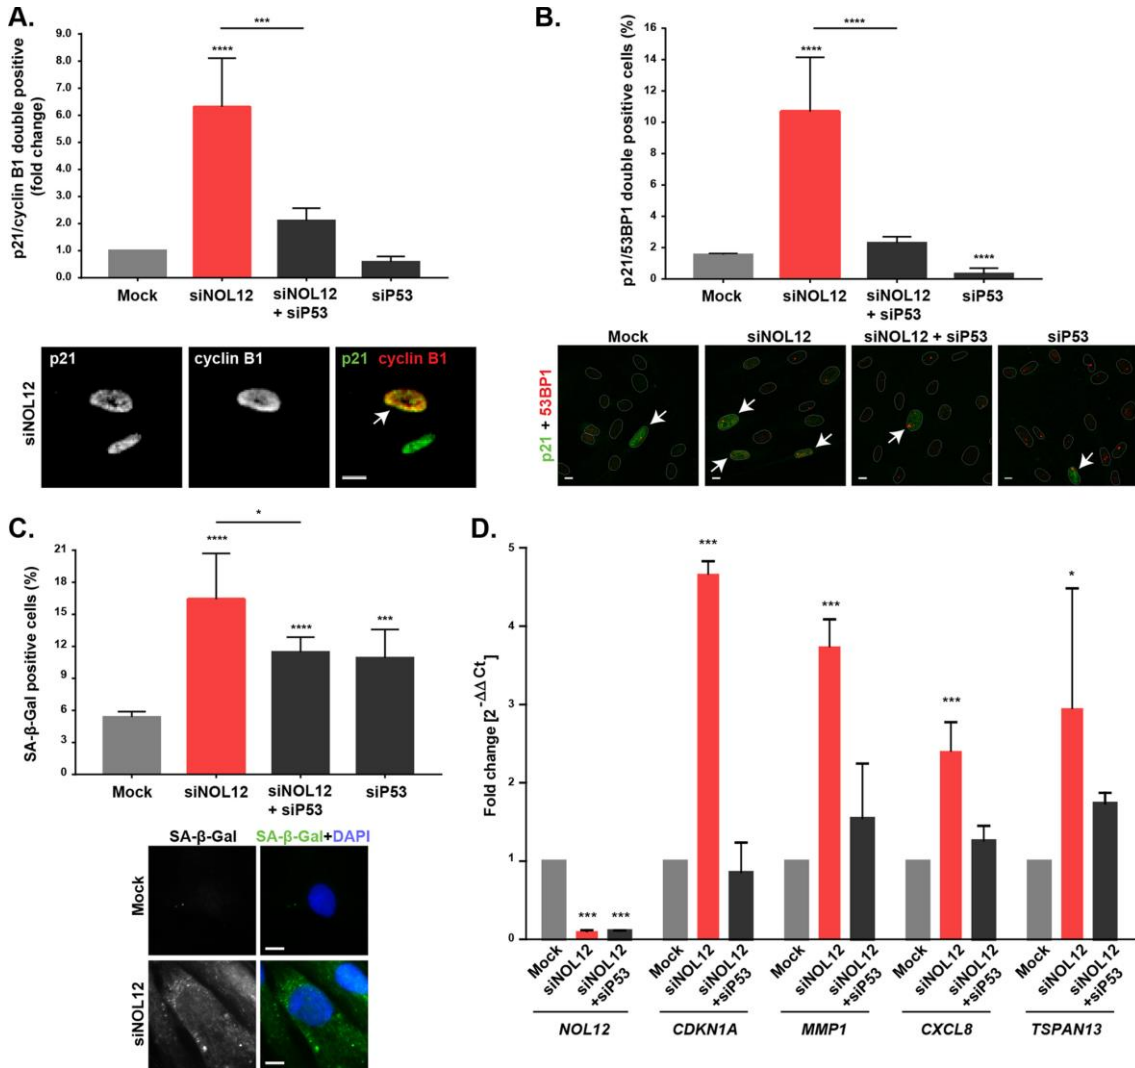 A.
p21/cyclin B1 double positive
(fold change)
9.0
8.0
7.0
6.0
5.0
4.0
3.0
2.0
1.0
0.0
***
****
Mock
siNOL12
siNOL12
+ siP53
siP53
siNOL12
p21
cyclin B1
p21 cyclin B1
B.
p21/53BP1 double positive cells (%)
16
14
12
10
8
6
4
2
0
****
****
****
Mock
siNOL12
siNOL12
+ siP53
siP53
p21 + 53BP1
Mock
siNOL12
siNOL12 + siP53
siP53
C.
SA-β-Gal positive cells (%)
21
18
15
12
9
6
3
0
*
****
****
***
Mock
siNOL12
siNOL12
+ siP53
siP53
SA-β-Gal
SA-β-Gal+DAPI
Mock
siNOL12
D.
Fold change [2^-ΔΔ Ct]
5
4
3
2
1
0
***
***
***
***
***
*
Mock
siNOL12
siNOL12
+siP53
Mock
siNOL12
siNOL12
+siP53
Mock
siNOL12
siNOL12
+siP53
Mock
siNOL12
siNOL12
+siP53
Mock
siNOL12
siNOL12
+siP53
NOL12
CDKN1A
MMP1
CXCL8
TSPAN13